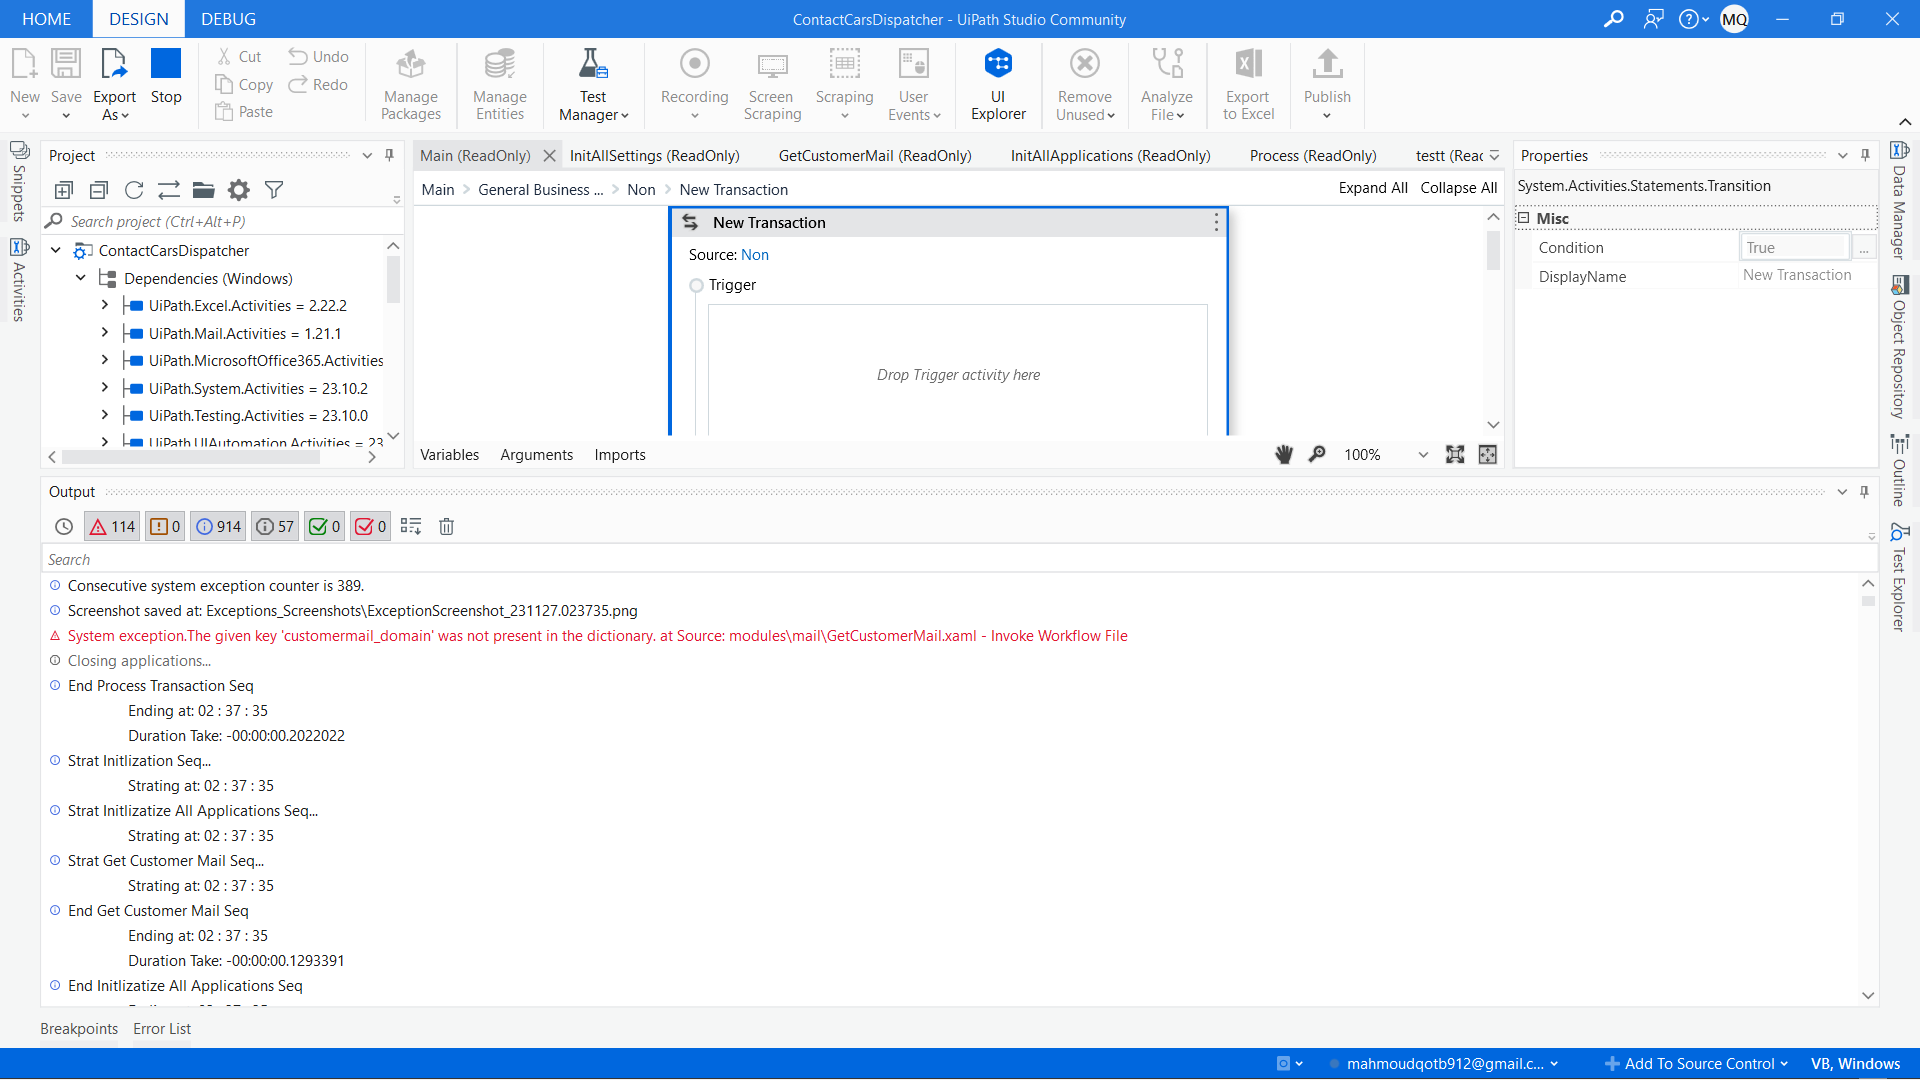 HOME
DESIGN
DEBUG
ContactCarsDispatcher - UiPath Studio Community
MQ
New
Save
Export As
Stop
Cut
Copy
Paste
Undo
Redo
Manage Packages
Manage Entities
Test Manager
Recording
Screen Scraping
Scraping
User Events
UI Explorer
Remove Unused
Analyze File
Export to Excel
Publish
Snippets
Activities
Project
Search project (Ctrl+Alt+P)
ContactCarsDispatcher
Dependencies (Windows)
UiPath.Excel.Activities = 2.22.2
UiPath.Mail.Activities = 1.21.1
UiPath.MicrosoftOffice365.Activities
UiPath.System.Activities = 23.10.2
UiPath.Testing.Activities = 23.10.0
UiPath.UIAutomation.Activities = 23
Main (ReadOnly)
InitAllSettings (ReadOnly)
GetCustomerMail (ReadOnly)
InitAllApplications (ReadOnly)
Process (ReadOnly)
testt (Reac
Main > General Business ... > Non > New Transaction
Expand All
Collapse All
New Transaction
Source: Non
Trigger
Drop Trigger activity here
Variables
Arguments
Imports
100%
Properties
System.Activities.Statements.Transition
Misc
Condition
True
...
DisplayName
New Transaction
Data Manager
Object Repository
Outline
Test Explorer
Output
114
0
914
57
0
0
Search
Consecutive system exception counter is 389.
Screenshot saved at: Exceptions_Screenshots\ExceptionScreenshot_231127.023735.png
System exception.The given key 'customermail_domain' was not present in the dictionary. at Source: modules\mail\GetCustomerMail.xaml - Invoke Workflow File
Closing applications...
End Process Transaction Seq
Ending at: 02 : 37 : 35
Duration Take: -00:00:00.2022022
Strat Initlization Seq...
Strating at: 02 : 37 : 35
Strat Initlizatize All Applications Seq...
Strating at: 02 : 37 : 35
Strat Get Customer Mail Seq...
Strating at: 02 : 37 : 35
End Get Customer Mail Seq
Ending at: 02 : 37 : 35
Duration Take: -00:00:00.1293391
End Initlizatize All Applications Seq
Breakpoints
Error List
mahmoudqotb912@gmail.c...
Add To Source Control
VB, Windows